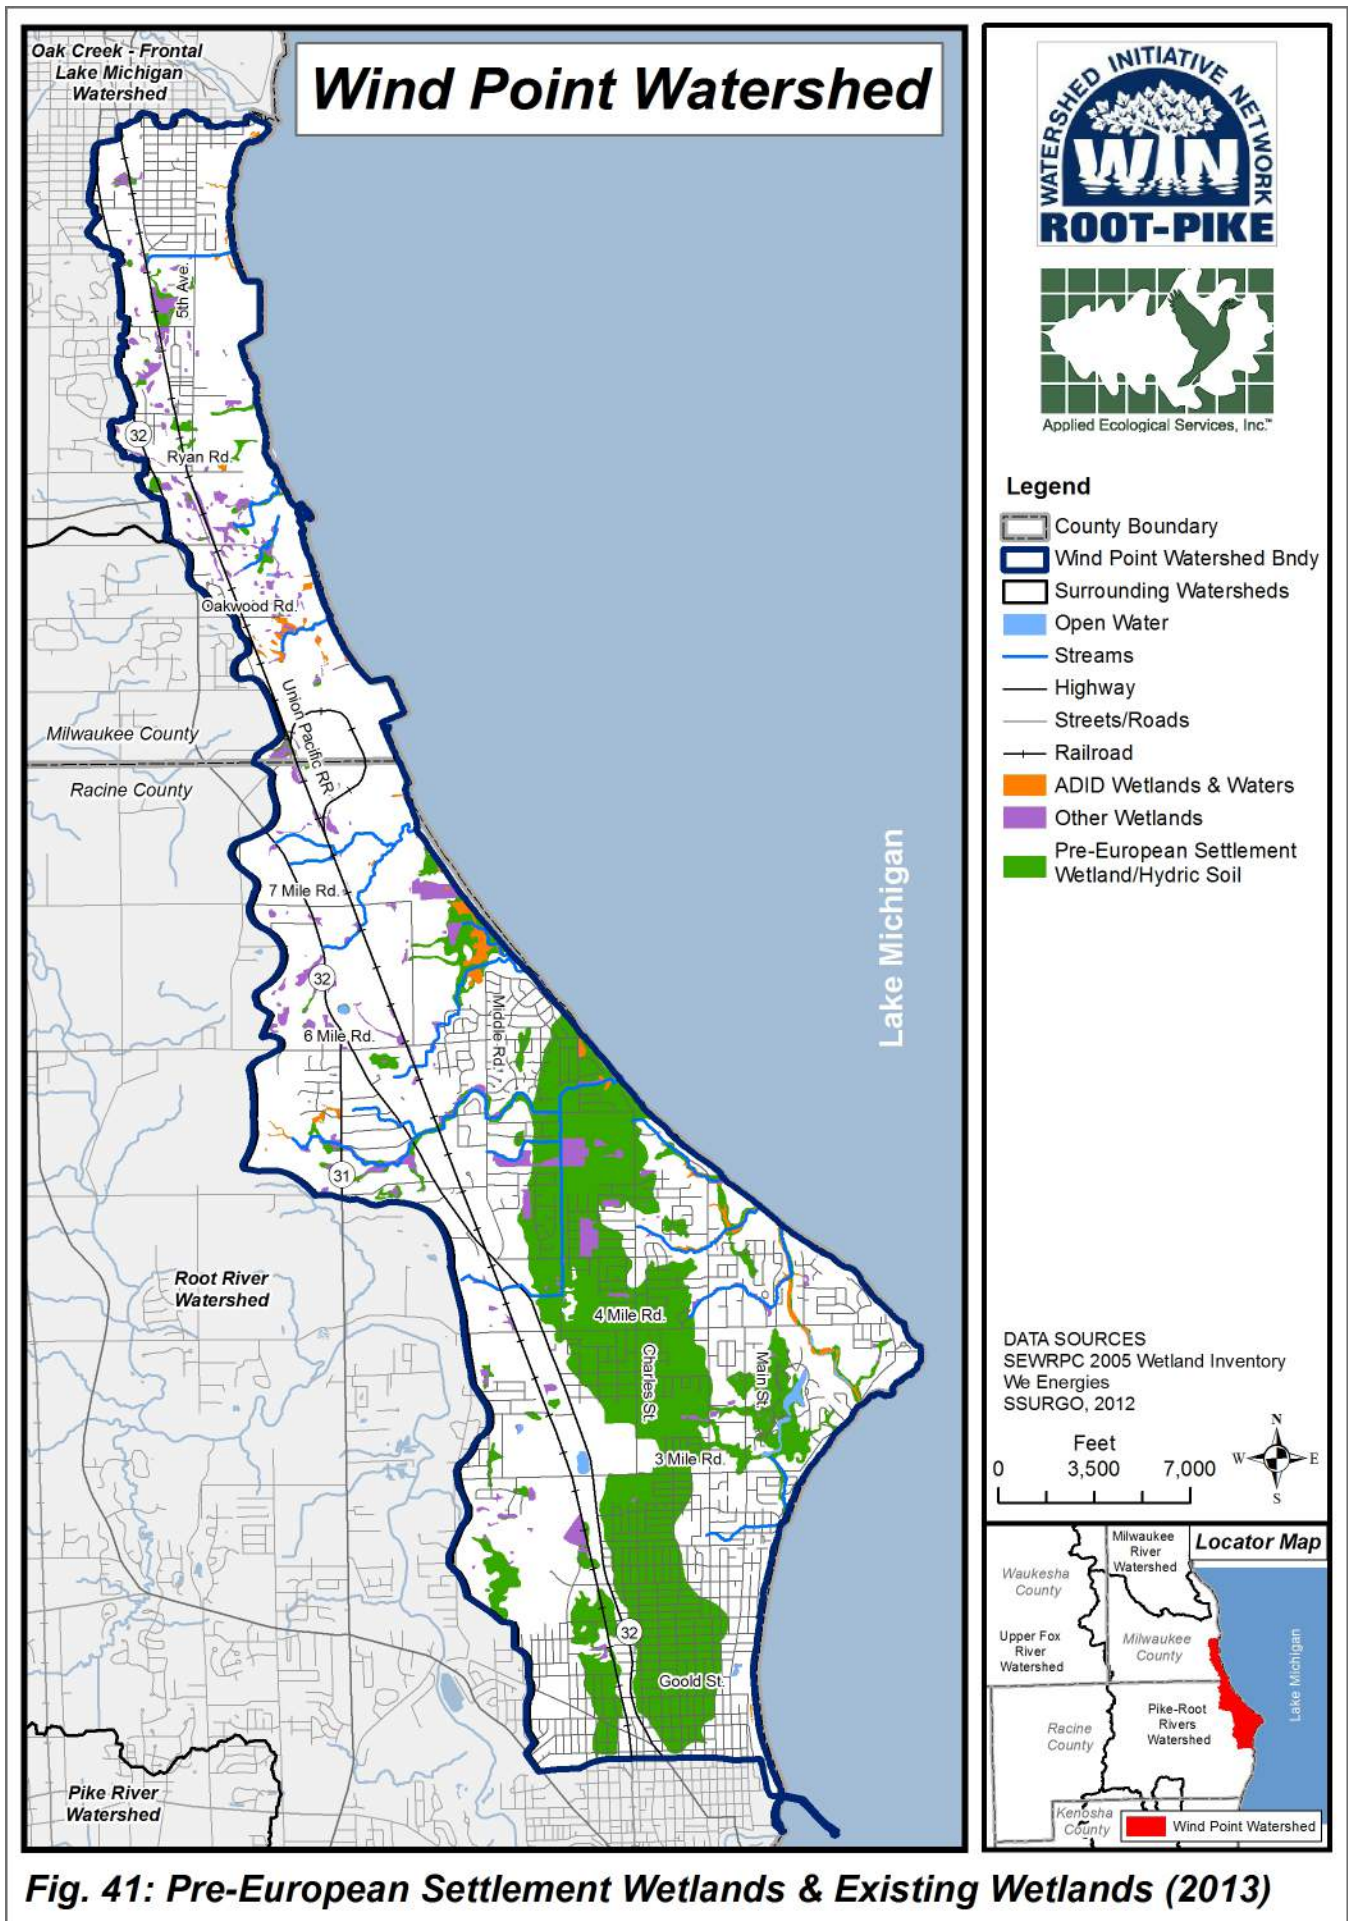 Wind Point Watershed
Oak Creek - Frontal
Lake Michigan
Watershed
5th Ave.
32
Ryan Rd.
Oakwood Rd.
Union Pacific RR
Milwaukee County
Racine County
7 Mile Rd.
Lake Michigan
32
Middle Rd.
6 Mile Rd.
31
Root River
Watershed
4 Mile Rd.
Charles St.
Main St.
3 Mile Rd.
32
Goold St.
Pike River
Watershed
WATERSHED INITIATIVE NETWORK
WIN
ROOT-PIKE
Applied Ecological Services, Inc.™
Legend
County Boundary
Wind Point Watershed Bndy
Surrounding Watersheds
Open Water
Streams
Highway
Streets/Roads
Railroad
ADID Wetlands & Waters
Other Wetlands
Pre-European Settlement
Wetland/Hydric Soil
DATA SOURCES
SEWRPC 2005 Wetland Inventory
We Energies
SSURGO, 2012
Feet
0 3,500 7,000
N
W E
S
Locator Map
Milwaukee
River
Watershed
Waukesha
County
Upper Fox
River
Watershed
Milwaukee
County
Lake Michigan
Pike-Root
Rivers
Watershed
Racine
County
Kenosha
County
Wind Point Watershed
Fig. 41: Pre-European Settlement Wetlands & Existing Wetlands (2013)